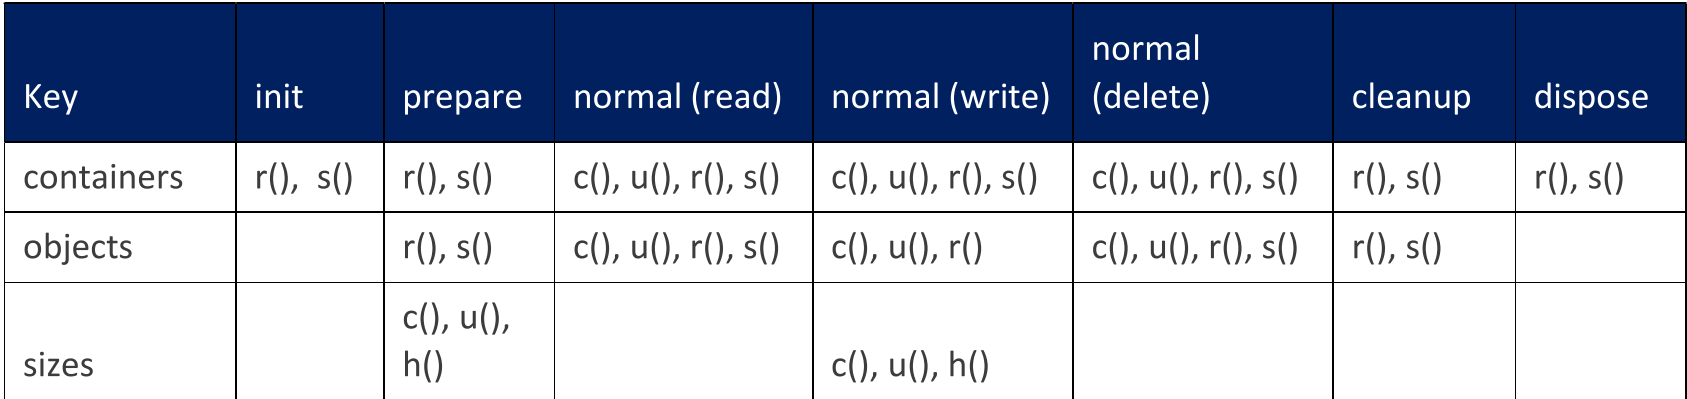 Key init prepare normal (read) normal (write) normal (delete) cleanup dispose
containers r(), s() r(), s() c(), u(), r(), s() c(), u(), r(), s() c(), u(), r(), s() r(), s() r(), s()
objects r(), s() c(), u(), r(), s() c(), u(), r() c(), u(), r(), s() r(), s()
sizes c(), u(), h() c(), u(), h()